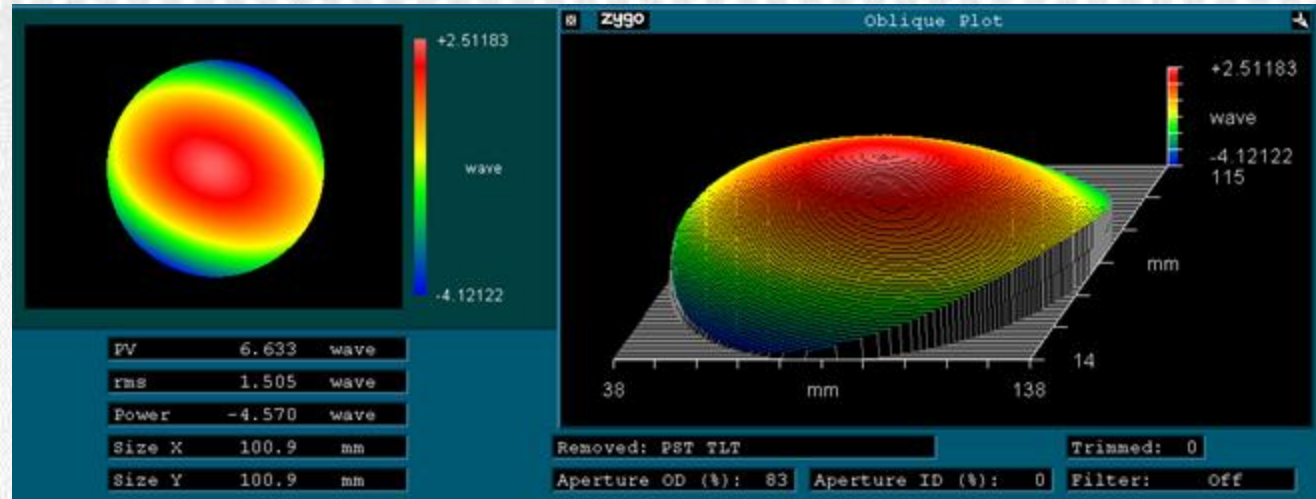 +2.51183
wave
-4.12122
PV 6.633 wave
rms 1.505 wave
Power -4.570 wave
Size X 100.9 mm
Size Y 100.9 mm
zygo Oblique Plot
+2.51183
wave
-4.12122
115
mm
14
38 mm 138
Removed: PST TLT Trimmed: 0
Aperture OD (%): 83 Aperture ID (%): 0 Filter: Off